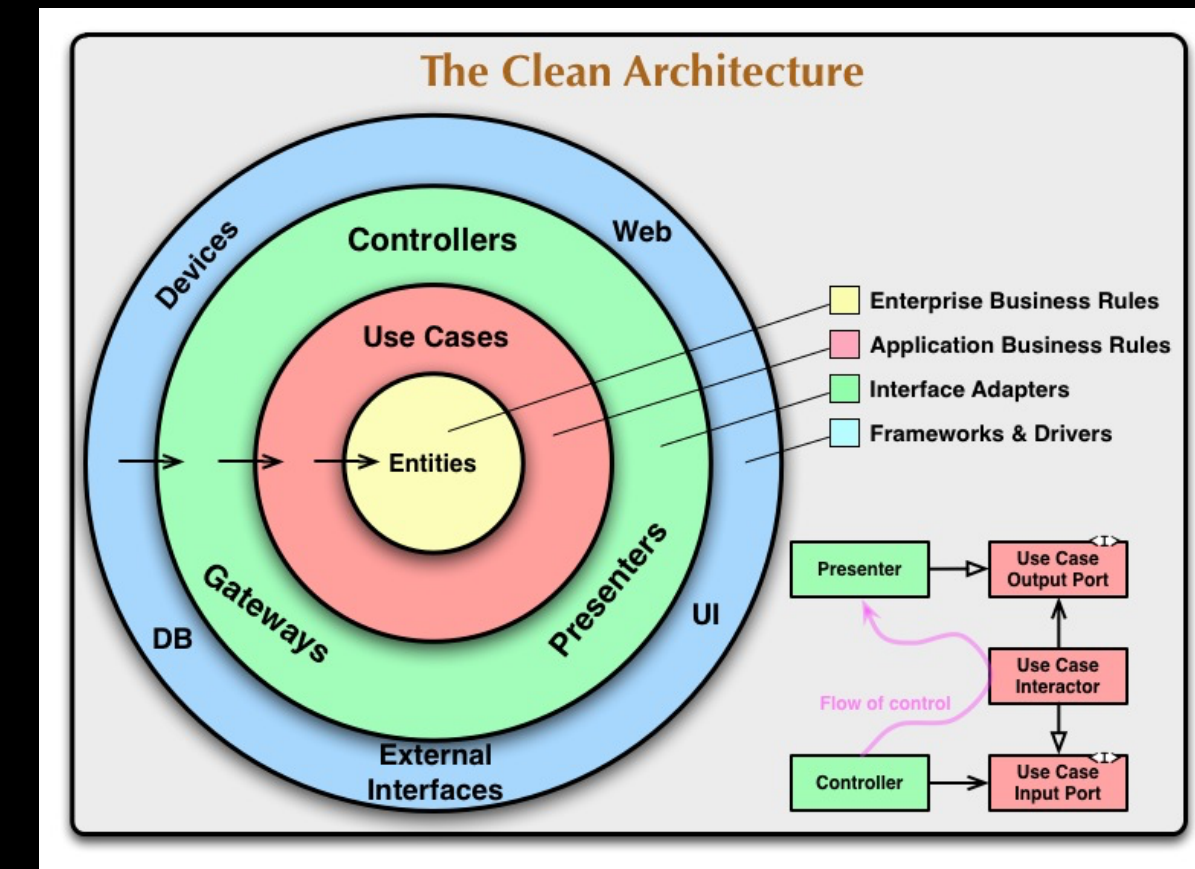 The Clean Architecture
Devices
Controllers
Web
Use Cases
Entities
Gateways
Presenters
DB
UI
External
Interfaces
Enterprise Business Rules
Application Business Rules
Interface Adapters
Frameworks & Drivers
Presenter
<I>
Use Case
Output Port
Use Case
Interactor
Flow of control
Controller
<I>
Use Case
Input Port